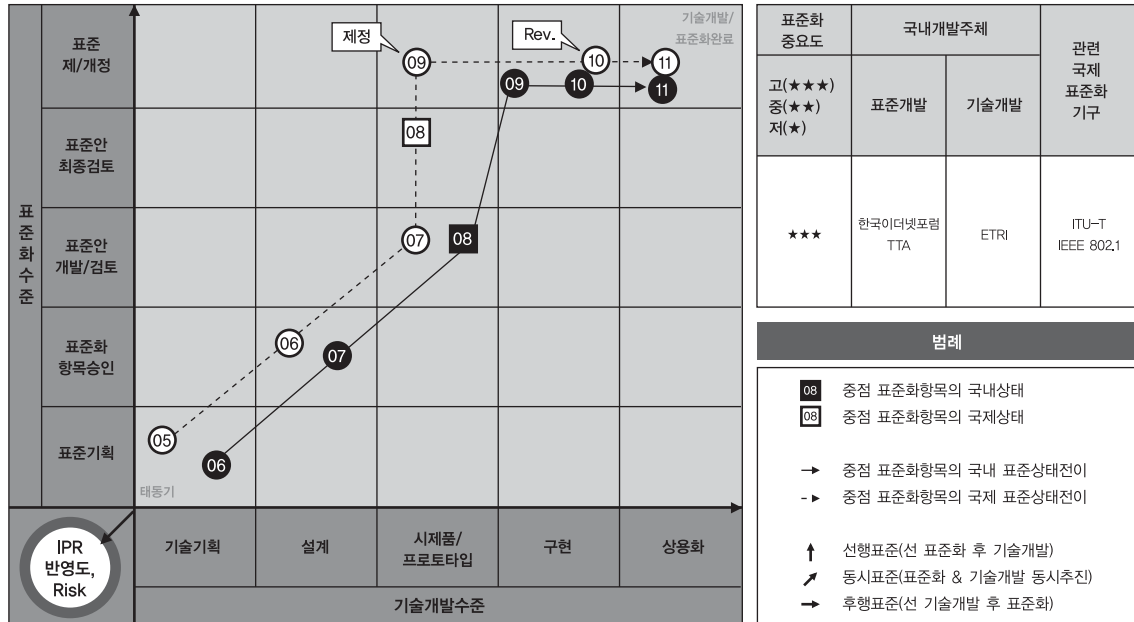 표준화수준
표준
제/개정
표준안
최종검토
표준안
개발/검토
표준화
항목승인
표준기획
기술개발/
표준화완료
제정
Rev.
09
10
11
09
10
11
08
07
08
06
07
05
06
태동기
IPR
반영도,
Risk
기술기획
설계
시제품/
프로토타입
구현
상용화
기술개발수준
표준화
중요도
국내개발주체
관련
국제
표준화
기구
고(★★★)
중(★★)
저(★)
표준개발
기술개발
★★★
한국이더넷포럼
TTA
ETRI
ITU-T
IEEE 802.1
범례
08 중점 표준화항목의 국내상태
08 중점 표준화항목의 국제상태
중점 표준화항목의 국내 표준상태전이
중점 표준화항목의 국제 표준상태전이
선행표준(선 표준화 후 기술개발)
동시표준(표준화 & 기술개발 동시추진)
후행표준(선 기술개발 후 표준화)